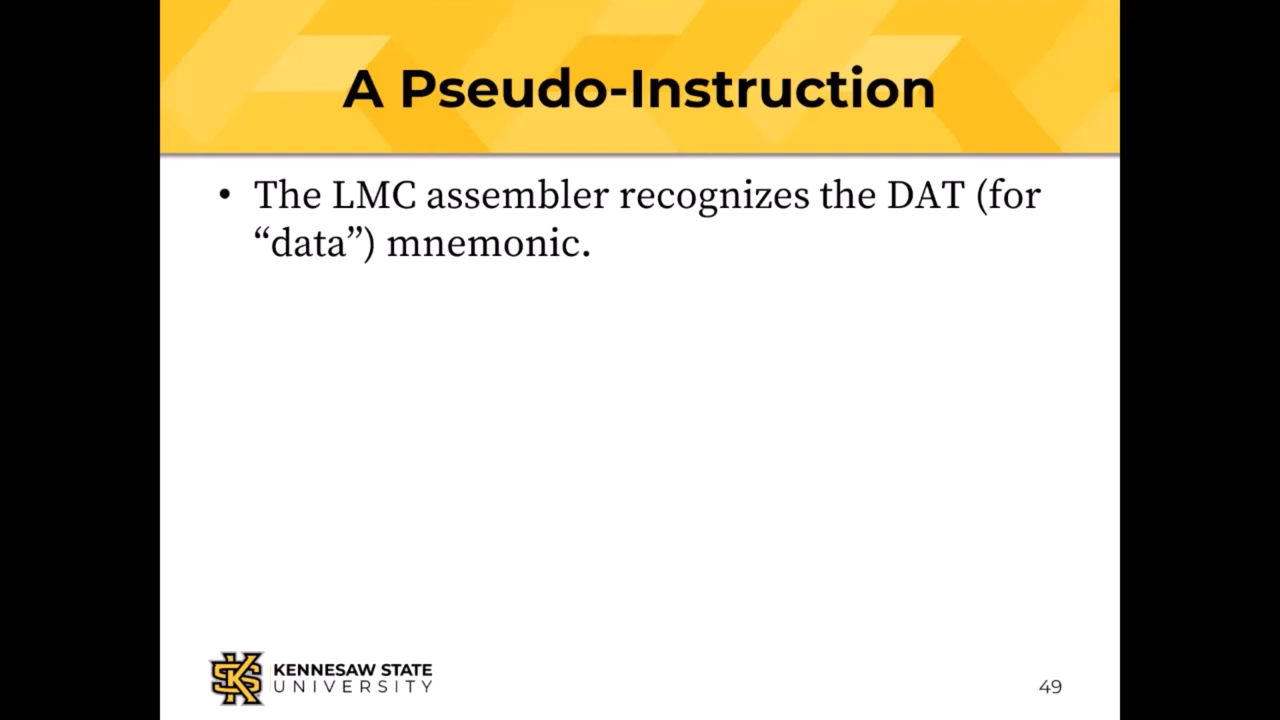 A Pseudo-Instruction
• The LMC assembler recognizes the DAT (for
“data”) mnemonic.
KENNESAW STATE
UNIVERSITY
49